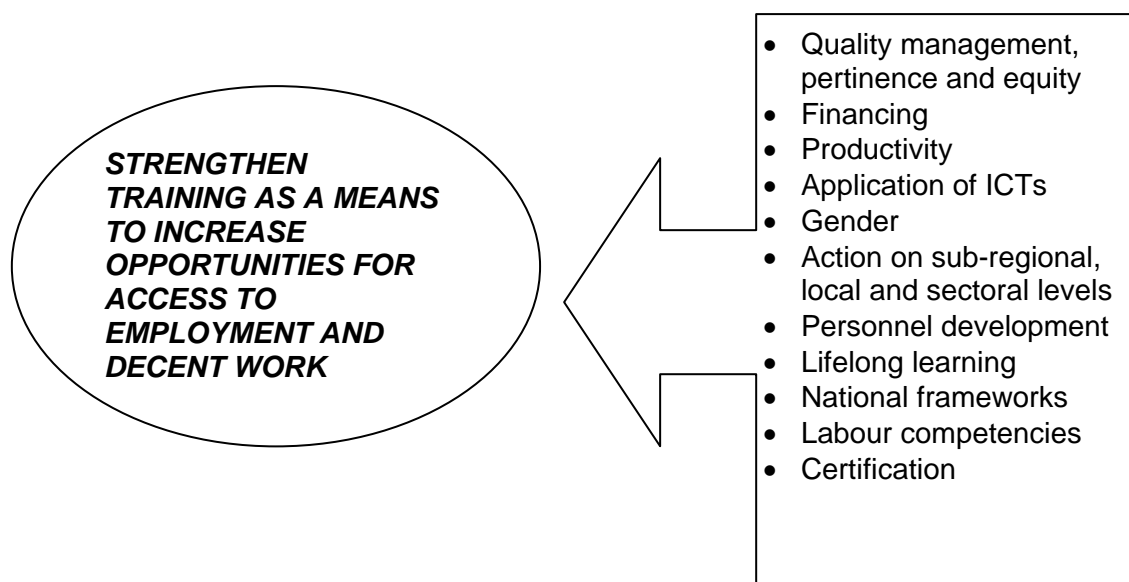 STRENGTHEN
TRAINING AS A MEANS
TO INCREASE
OPPORTUNITIES FOR
ACCESS TO
EMPLOYMENT AND
DECENT WORK
• Quality management,
pertinence and equity
• Financing
• Productivity
• Application of ICTs
• Gender
• Action on sub-regional,
local and sectoral levels
• Personnel development
• Lifelong learning
• National frameworks
• Labour competencies
• Certification